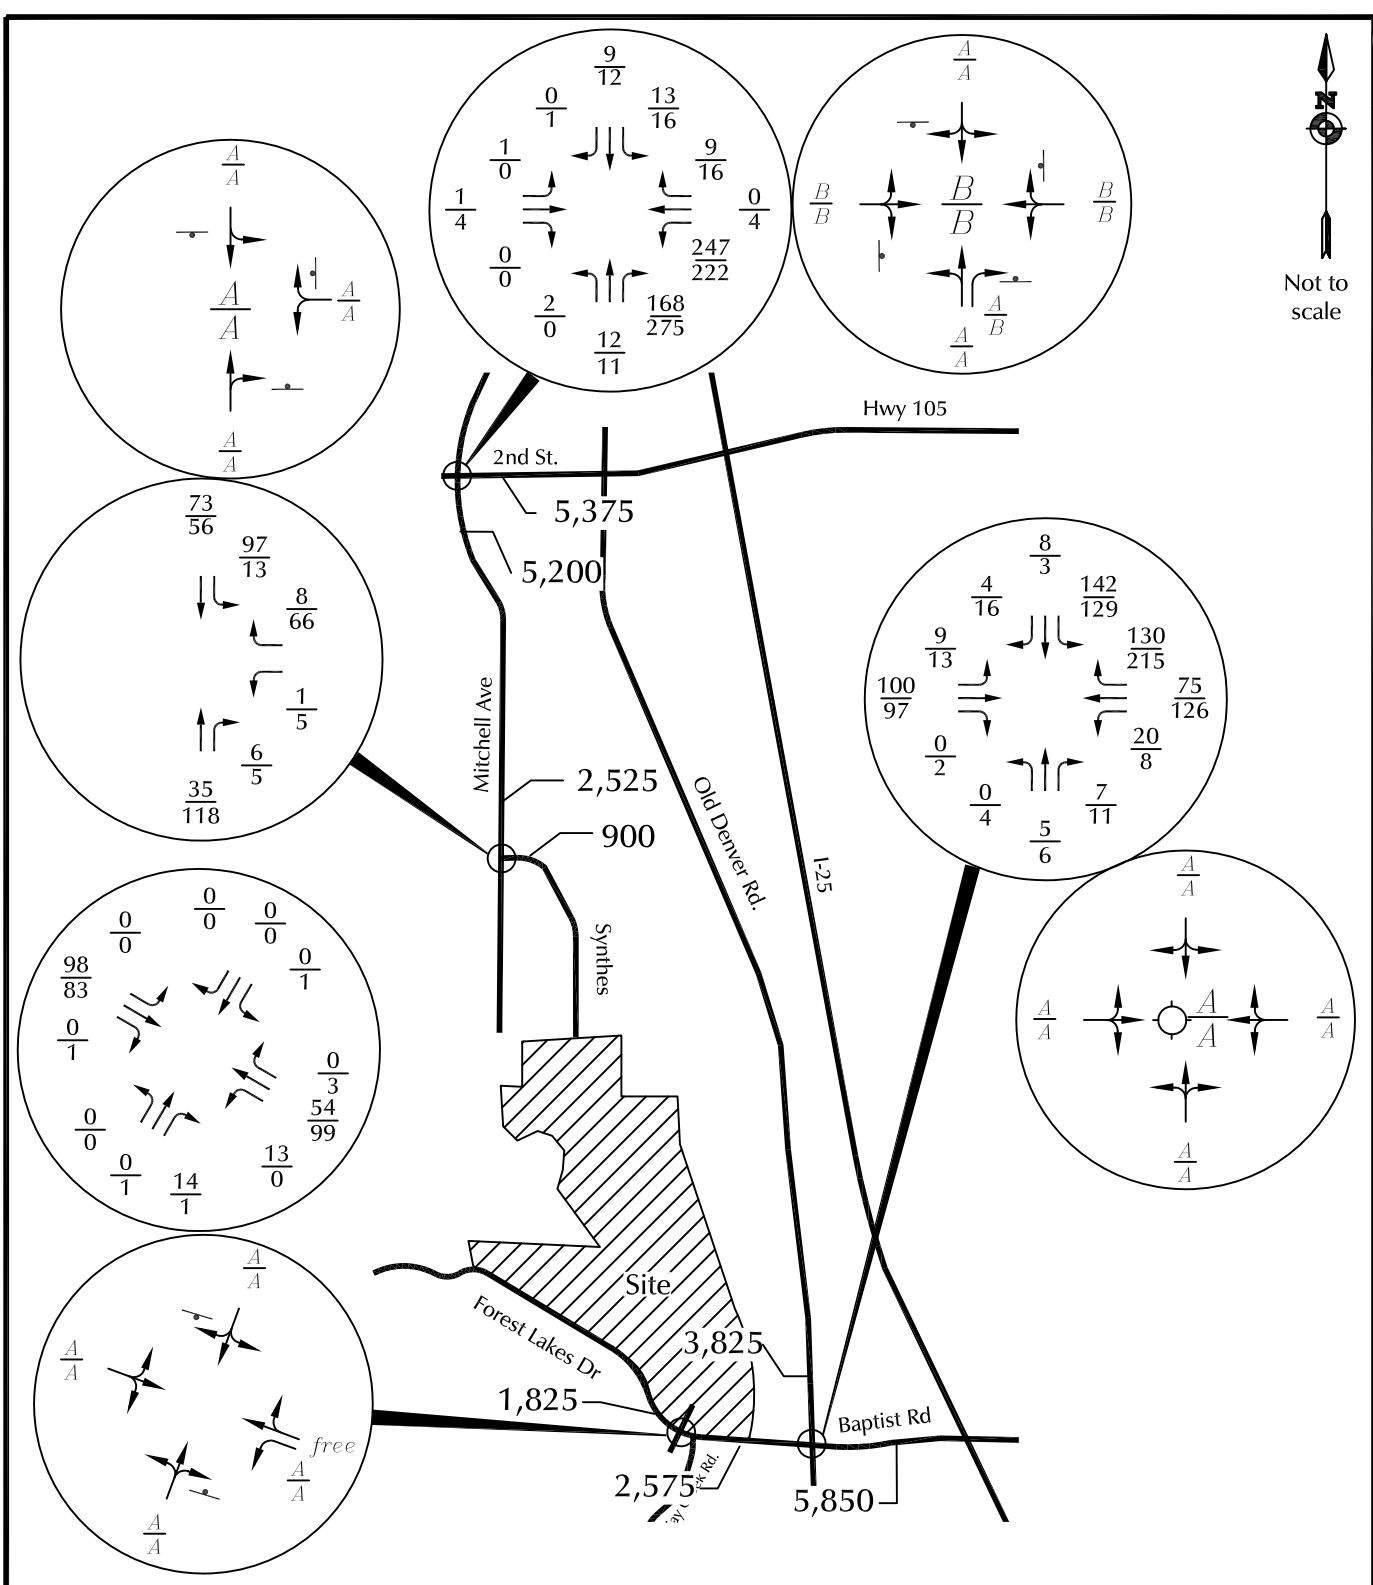 A
A
A
A
A
A
A
A
9
12
0
1
13
16
1
0
9
16
1
4
0
4
0
0
247
222
2
0
168
275
12
11
A
A
B
B
B
B
B
B
A
B
A
A
N
Not to
scale
Hwy 105
2nd St.
5,375
5,200
73
56
97
13
8
66
1
5
6
5
35
118
Mitchell Ave
2,525
900
Synthes
Old Denver Rd.
I-25
8
3
4
16
142
129
9
13
130
215
100
97
75
126
0
2
20
8
0
4
7
11
5
6
A
A
A
A
A
A
A
A
A
A
0
0
0
0
0
0
98
83
0
1
0
1
0
3
54
99
0
0
13
0
0
1
14
1
A
A
A
A
free
A
A
A
A
Site
Forest Lakes Dr
3,825
1,825
Baptist Rd
2,575
Rd.
5,850